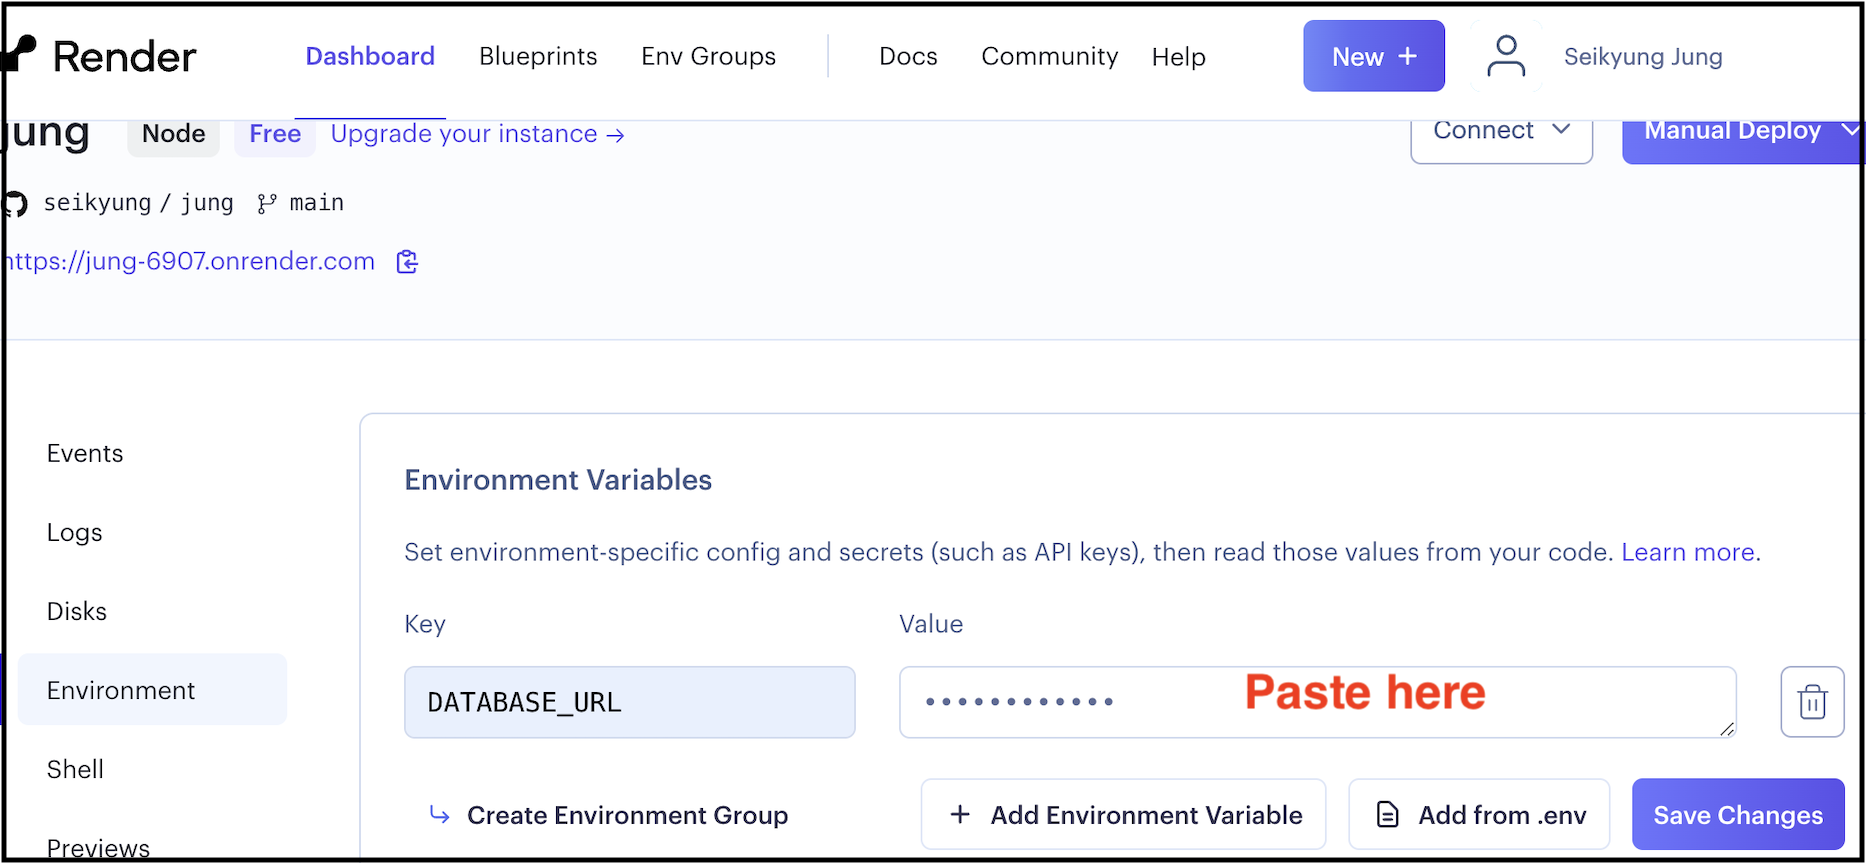 Render Dashboard Blueprints Env Groups Docs Community Help New + Seikyung Jung
jung Node Free Upgrade your instance → Connect Manual Deploy
seikyung / jung main
https://jung-6907.onrender.com
Events
Logs
Disks
Environment
Shell
Previews
Environment Variables
Set environment-specific config and secrets (such as API keys), then read those values from your code. Learn more.
Key Value
DATABASE_URL •••••••••••• Paste here
Create Environment Group + Add Environment Variable Add from .env Save Changes